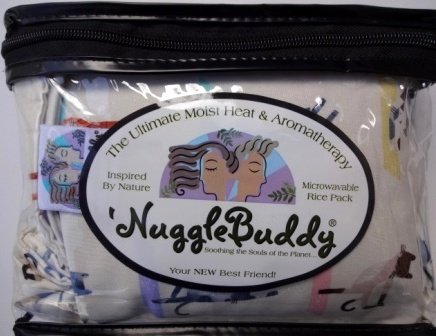 The Ultimate Moist Heat & Aromatherapy
Inspired
By Nature
Microwavable
Rice Pack
'NuggleBuddy®
Soothing the Souls of the Planet...
Your NEW Best Friend!